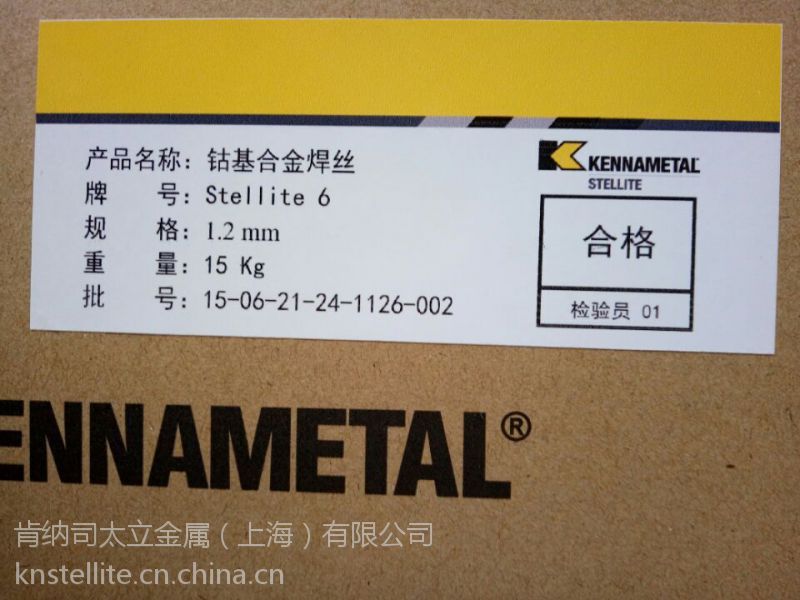 产品名称：钴基合金焊丝
牌 号：Stellite 6
规 格：1.2 mm
重 量：15 Kg
批 号：15-06-21-24-1126-002
KENNAMETAL
STELLITE
合格
检验员 01
ENNAMETAL®
肯纳司太立金属（上海）有限公司
knstellite.cn.china.cn